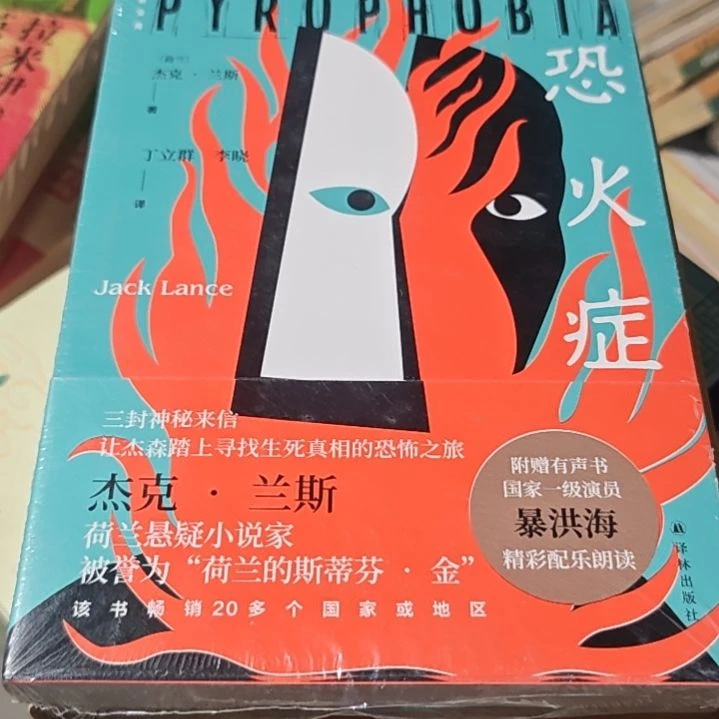 PYROPHOBIA
恐火症
杰克·兰斯
著
丁立群 李晓
译
Jack Lance
三封神秘来信
让杰森踏上寻找生死真相的恐怖之旅
杰克·兰斯
荷兰悬疑小说家
被誉为“荷兰的斯蒂芬·金”
该书畅销20多个国家或地区
附赠有声书
国家一级演员
暴洪海
精彩配乐朗读
译林出版社
拉米伊